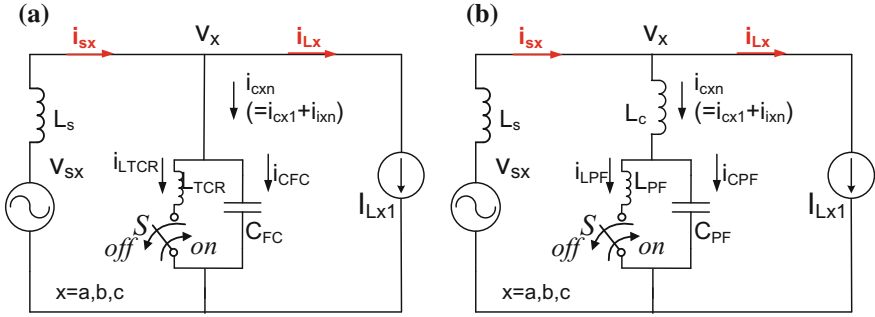 (a)
i_sx
V_x
i_Lx
i_cxn
(=i_cx1+i_ixn)
L_s
V_sx
i_LTCR
L_TCR
i_CFC
C_FC
S
off
on
I_Lx1
x=a,b,c
(b)
i_sx
V_x
i_Lx
i_cxn
(=i_cx1+i_ixn)
L_c
L_s
V_sx
i_LPF
L_PF
i_CPF
C_PF
S
off
on
I_Lx1
x=a,b,c